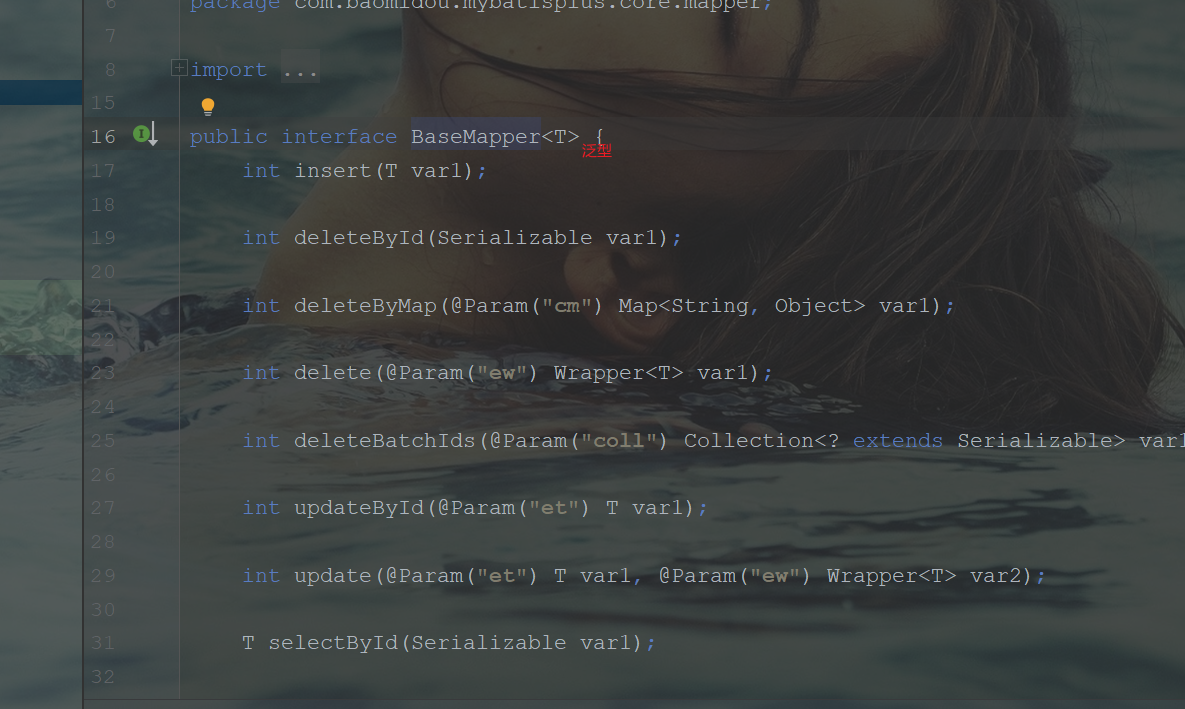 6 package com.baomidou.mybatisplus.core.mapper;
7
8 import ...
15
16 public interface BaseMapper<T> {
泛型
17 int insert(T var1);
18
19 int deleteById(Serializable var1);
20
21 int deleteByMap(@Param("cm") Map<String, Object> var1);
22
23 int delete(@Param("ew") Wrapper<T> var1);
24
25 int deleteBatchIds(@Param("coll") Collection<? extends Serializable> var1
26
27 int updateById(@Param("et") T var1);
28
29 int update(@Param("et") T var1, @Param("ew") Wrapper<T> var2);
30
31 T selectById(Serializable var1);
32